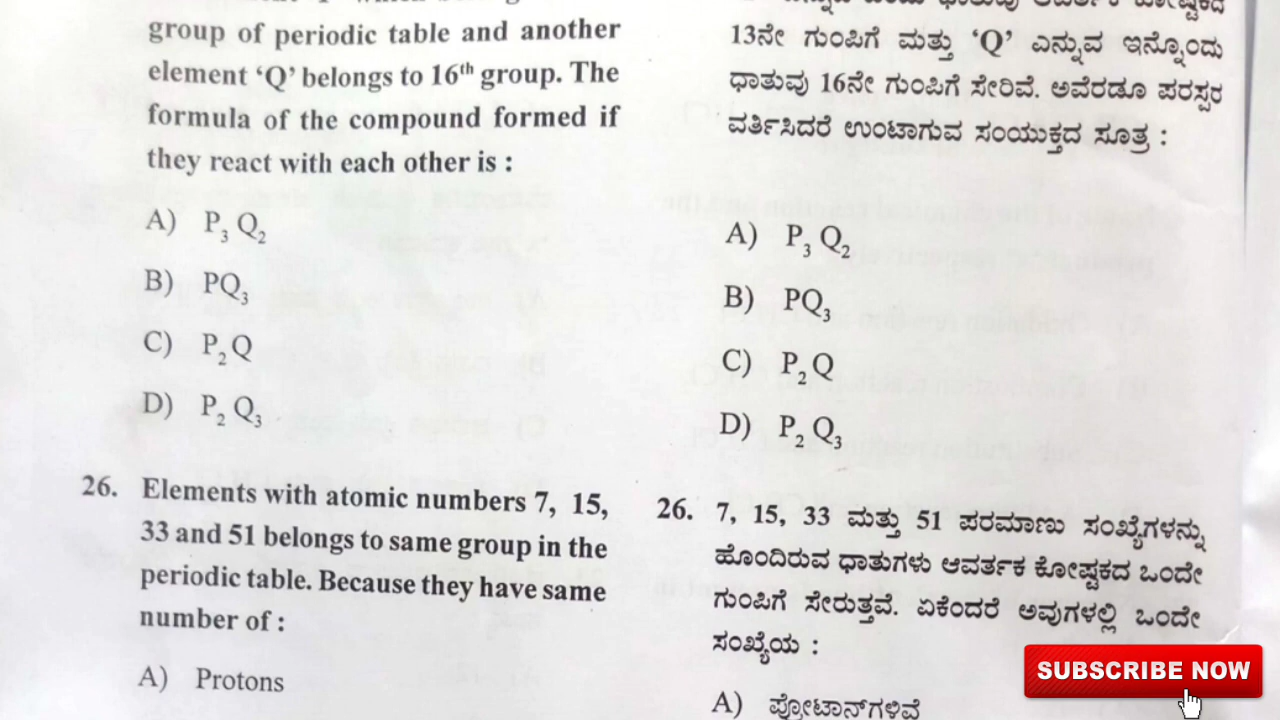 group of periodic table and another
element ‘Q’ belongs to 16th group. The
formula of the compound formed if
they react with each other is :
A) P3 Q2
B) PQ3
C) P2 Q
D) P2 Q3
26. Elements with atomic numbers 7, 15,
33 and 51 belongs to same group in the
periodic table. Because they have same
number of :
A) Protons
13ನೇ ಗುಂಪಿಗೆ ಮತ್ತು ‘Q’ ಎನ್ನುವ ಇನ್ನೊಂದು
ಧಾತುವು 16ನೇ ಗುಂಪಿಗೆ ಸೇರಿವೆ. ಅವೆರಡೂ ಪರಸ್ಪರ
ವರ್ತಿಸಿದರೆ ಉಂಟಾಗುವ ಸಂಯುಕ್ತದ ಸೂತ್ರ :
A) P3 Q2
B) PQ3
C) P2 Q
D) P2 Q3
26. 7, 15, 33 ಮತ್ತು 51 ಪರಮಾಣು ಸಂಖ್ಯೆಗಳನ್ನು
ಹೊಂದಿರುವ ಧಾತುಗಳು ಆವರ್ತಕ ಕೋಷ್ಟಕದ ಒಂದೇ
ಗುಂಪಿಗೆ ಸೇರುತ್ತವೆ. ಏಕೆಂದರೆ ಅವುಗಳಲ್ಲಿ ಒಂದೇ
ಸಂಖ್ಯೆಯ :
A) ಪ್ರೋಟಾನ್‌ಗಳಿವೆ
SUBSCRIBE NOW